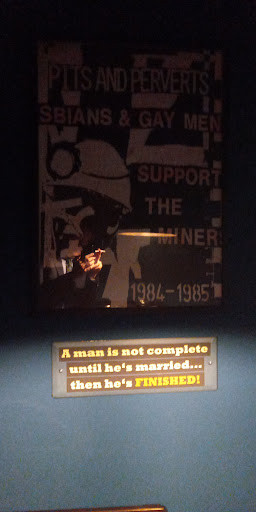 PITS AND PERVERTS
SBIANS & GAY MEN
SUPPORT
THE
MINERS
1984-1985
A man is not complete
until he's married...
then he's FINISHED!